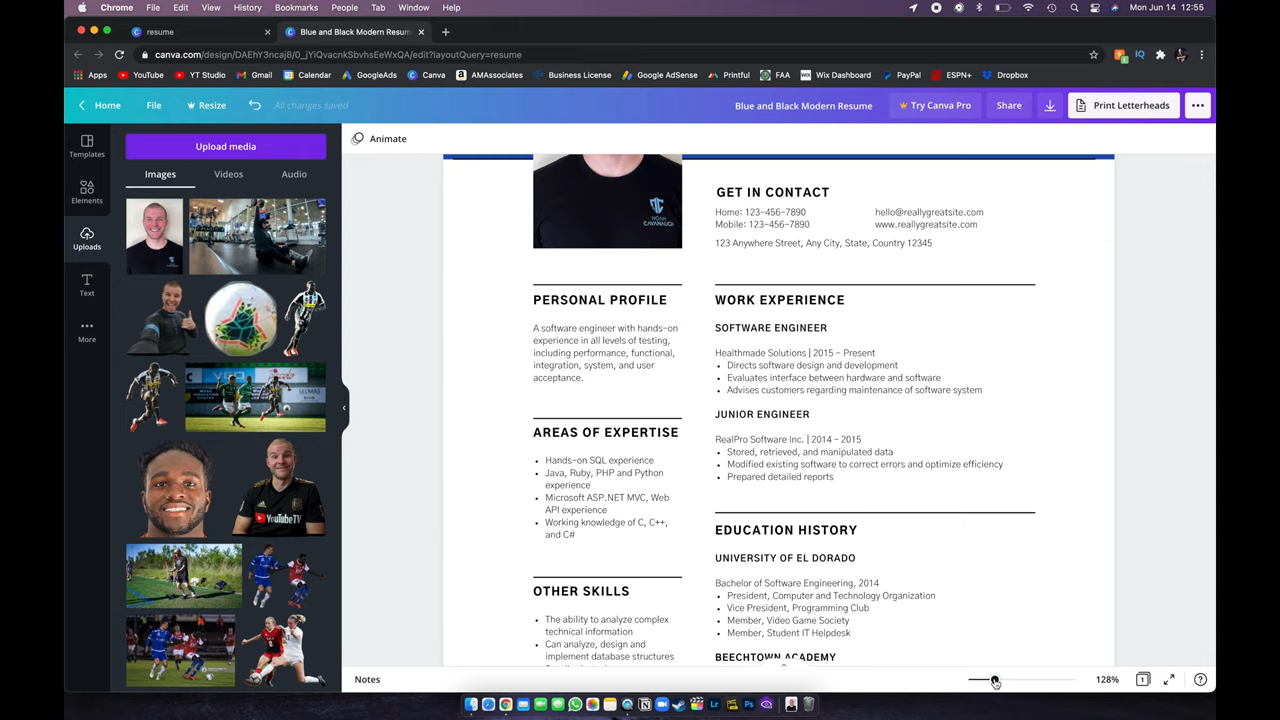 Chrome File Edit View History Bookmarks People Tab Window Help Mon Jun 14 12:55
resume Blue and Black Modern Resum
canva.com/design/DAEhY3ncaj8/0_jYiQvacnkSbvhsEeWxQA/edit?layoutQuery=resume
Apps YouTube YT Studio Gmail Calendar GoogleAds Canva AMAssociates Business License Google AdSense Printful FAA Wix Dashboard PayPal ESPN+ Dropbox
Home File Resize All changes saved Blue and Black Modern Resume Try Canva Pro Share Print Letterheads
Animate
Templates
Elements
Uploads
Text
More
Upload media
Images Videos Audio
YouTubeTV
NOAH
CAVANAUGH
GET IN CONTACT
Home: 123-456-7890 hello@reallygreatsite.com
Mobile: 123-456-7890 www.reallygreatsite.com
123 Anywhere Street, Any City, State, Country 12345
PERSONAL PROFILE
A software engineer with hands-on
experience in all levels of testing,
including performance, functional,
integration, system, and user
acceptance.
AREAS OF EXPERTISE
• Hands-on SQL experience
• Java, Ruby, PHP and Python
experience
• Microsoft ASP.NET MVC, Web
API experience
• Working knowledge of C, C++,
and C#
OTHER SKILLS
• The ability to analyze complex
technical information
• Can analyze, design and
implement database structures
WORK EXPERIENCE
SOFTWARE ENGINEER
Healthmade Solutions | 2015 - Present
• Directs software design and development
• Evaluates interface between hardware and software
• Advises customers regarding maintenance of software system
JUNIOR ENGINEER
RealPro Software Inc. | 2014 - 2015
• Stored, retrieved, and manipulated data
• Modified existing software to correct errors and optimize efficiency
• Prepared detailed reports
EDUCATION HISTORY
UNIVERSITY OF EL DORADO
Bachelor of Software Engineering, 2014
• President, Computer and Technology Organization
• Vice President, Programming Club
• Member, Video Game Society
• Member, Student IT Helpdesk
BEECHTOWN ACADEMY
Notes 128% 1